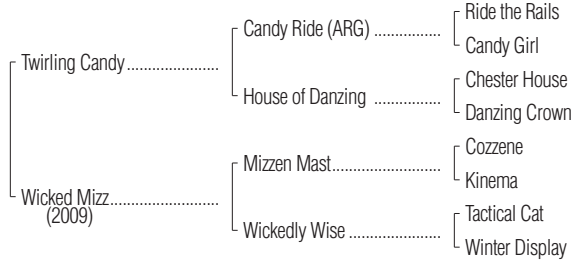 Ride the Rails
Candy Ride (ARG) ................
Candy Girl
Twirling Candy ......................
Chester House
House of Danzing ................
Danzing Crown
Cozzene
Mizzen Mast..........................
Kinema
Wicked Mizz..........................
(2009)
Tactical Cat
Wickedly Wise ......................
Winter Display